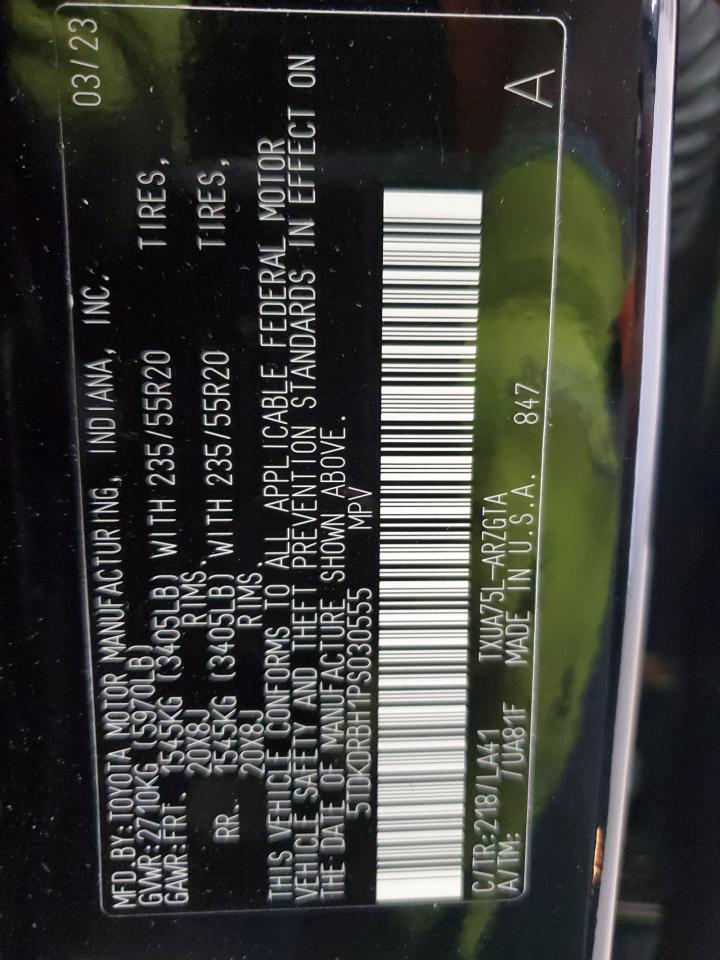 MFD.BY:TOYOTA MOTOR MANUFACTURING, INDIANA, INC. 03/23
GVWR:2710KG (5970LB)
GAWR:FRT. 1545KG (3405LB) WITH 235/55R20 TIRES,
20X8J RIMS.
RR. 1545KG (3405LB) WITH 235/55R20 TIRES,
20X8J RIMS.
THIS VEHICLE CONFORMS TO ALL APPLICABLE FEDERAL MOTOR
VEHICLE SAFETY AND THEFT PREVENTION STANDARDS IN EFFECT ON
THE DATE OF MANUFACTURE SHOWN ABOVE.
5TDKDRBH1PS030555 MPV
C/TR:218/LA41 TXUA75L-ARZGTA
A/TM: /UA81F MADE IN U.S.A. 847 A